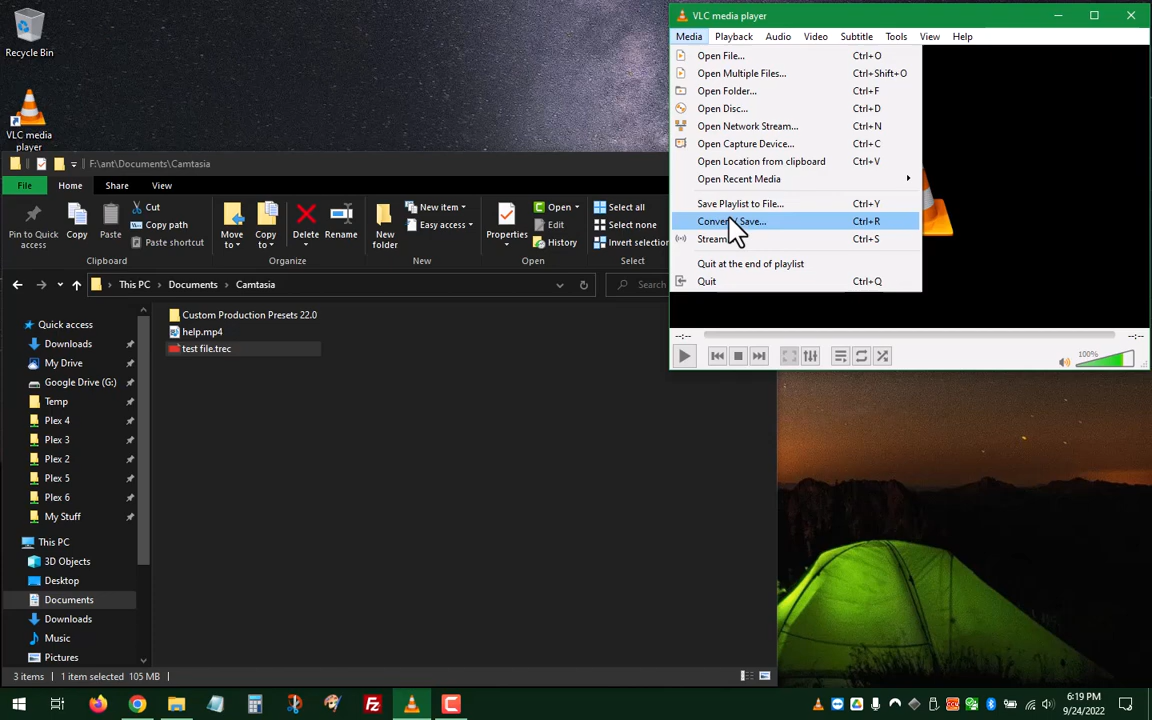 Recycle Bin
VLC media
player
VLC media player
Media Playback Audio Video Subtitle Tools View Help
Open File... Ctrl+O
Open Multiple Files... Ctrl+Shift+O
Open Folder... Ctrl+F
Open Disc... Ctrl+D
Open Network Stream... Ctrl+N
Open Capture Device... Ctrl+C
Open Location from clipboard Ctrl+V
Open Recent Media
Save Playlist to File... Ctrl+Y
Save... Ctrl+R
Stream Ctrl+S
Quit at the end of playlist
Quit Ctrl+Q
--:-- --:--
100%
F:\ant\Documents\Camtasia
File Home Share View
Pin to Quick
access
Copy
Paste
Cut
Copy path
Paste shortcut
Clipboard
Move
to
Copy
to
Delete
Rename
Organize
New
folder
New item
Easy access
New
Properties
Open
Edit
History
Open
Select all
Select none
Invert selection
Select
This PC Documents Camtasia
Search
Quick access
Downloads
My Drive
Google Drive (G:)
Temp
Plex 4
Plex 3
Plex 2
Plex 5
Plex 6
My Stuff
This PC
3D Objects
Desktop
Documents
Downloads
Music
Pictures
Custom Production Presets 22.0
help.mp4
test file.trec
3 items 1 item selected 105 MB
6:19 PM
9/24/2022